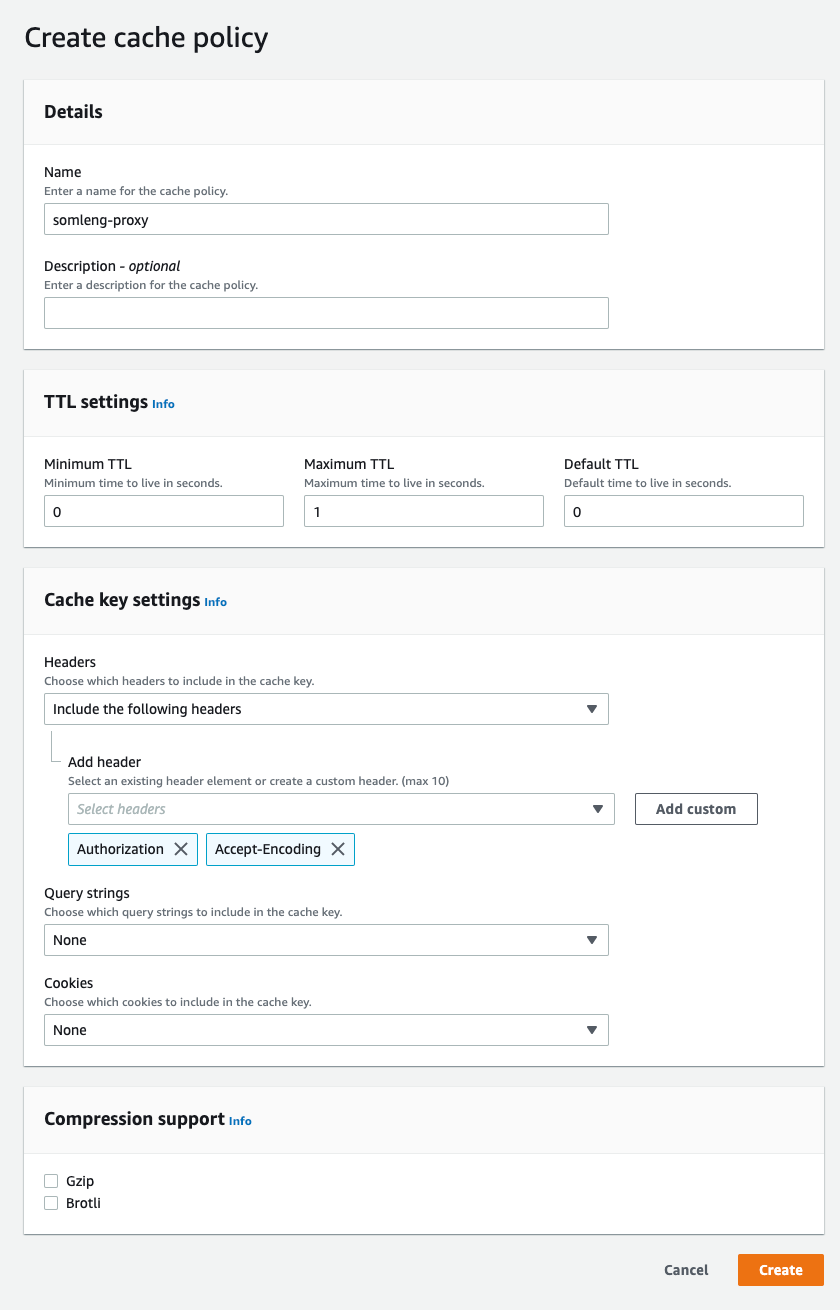 Create cache policy
Details
Name
Enter a name for the cache policy.
somleng-proxy
Description - optional
Enter a description for the cache policy.
TTL settings Info
Minimum TTL
Minimum time to live in seconds.
0
Maximum TTL
Maximum time to live in seconds.
1
Default TTL
Default time to live in seconds.
0
Cache key settings Info
Headers
Choose which headers to include in the cache key.
Include the following headers
Add header
Select an existing header element or create a custom header. (max 10)
Select headers
Add custom
Authorization
Accept-Encoding
Query strings
Choose which query strings to include in the cache key.
None
Cookies
Choose which cookies to include in the cache key.
None
Compression support Info
Gzip
Brotli
Cancel
Create